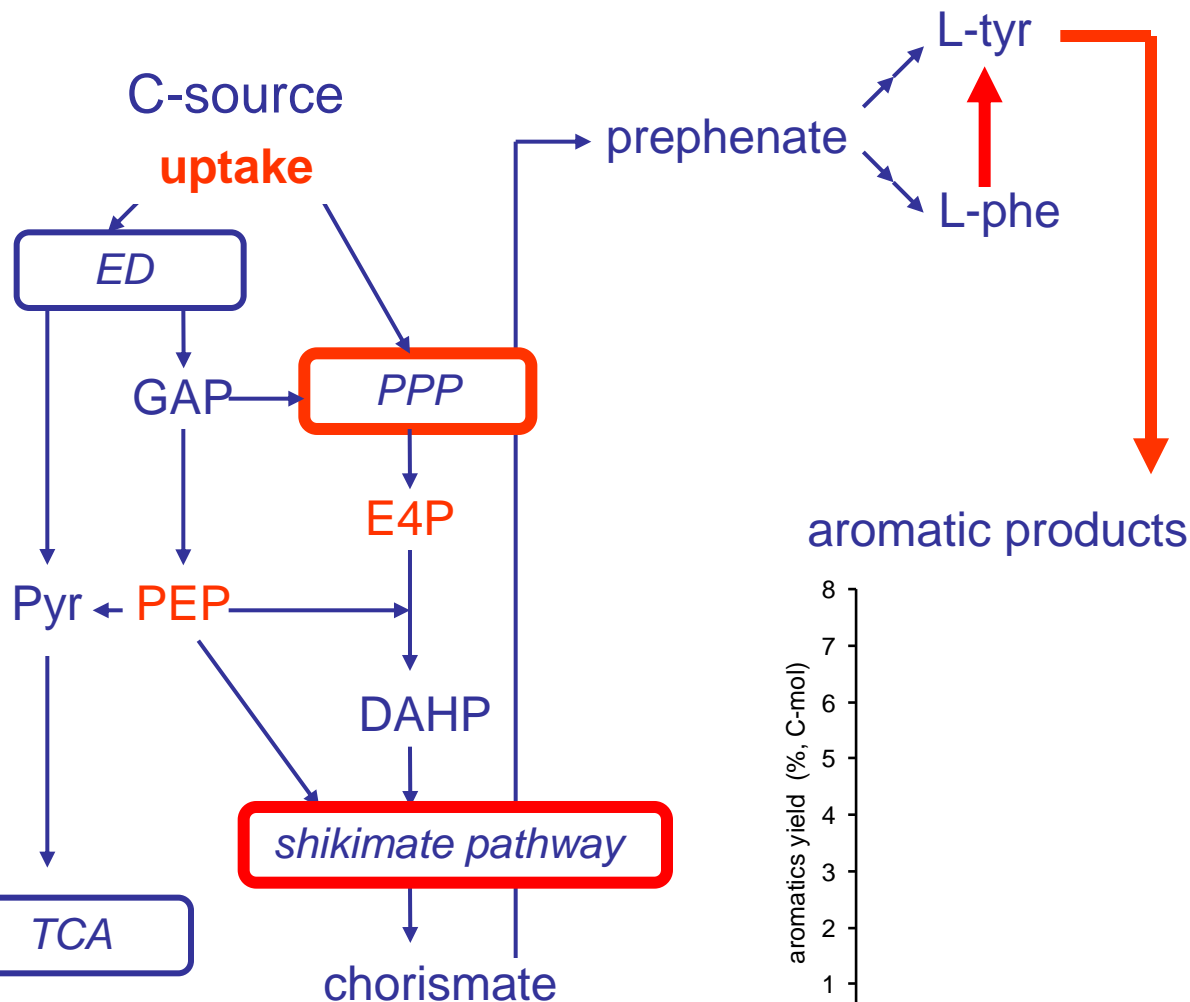 L-tyr
C-source
prephenate
uptake
L-phe
ED
GAP
PPP
E4P
aromatic products
Pyr
PEP
DAHP
shikimate pathway
TCA
chorismate
aromatics yield (%, C-mol)
8
7
6
5
4
3
2
1